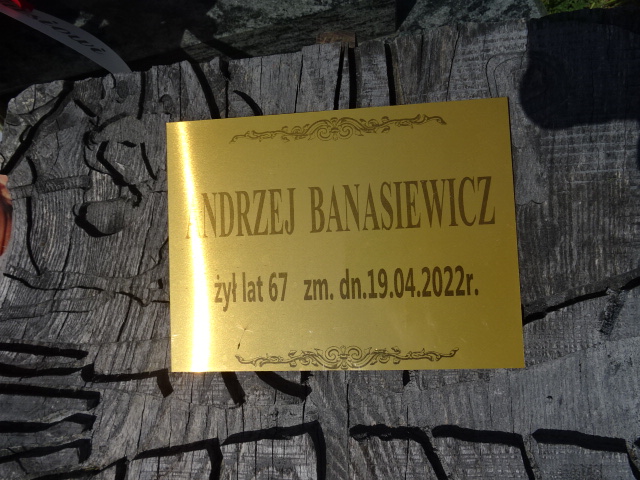 ANDRZEJ BANASIEWICZ
żył lat 67 zm. dn.19.04.2022r.